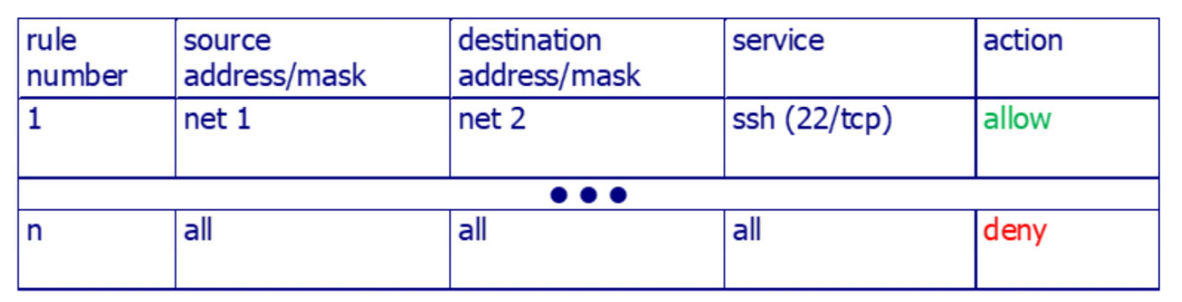 rule number
source address/mask
destination address/mask
service
action
1
net 1
net 2
ssh (22/tcp)
allow
● ● ●
n
all
all
all
deny